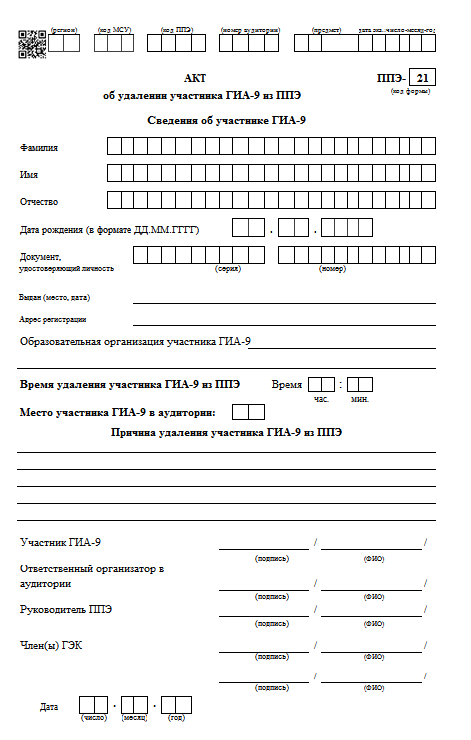 (регион) (код МСУ) (код ППЭ) (номер аудитории) (предмет) дата экз. число-месяц-год
АКТ ППЭ- 21
(код формы)
об удалении участника ГИА-9 из ППЭ
Сведения об участнике ГИА-9
Фамилия
Имя
Отчество
Дата рождения (в формате ДД.ММ.ГГГГ) . .
Документ,
удостоверяющий личность (серия) (номер)
Выдан (место, дата)
Адрес регистрации
Образовательная организация участника ГИА-9
Время удаления участника ГИА-9 из ППЭ Время :
час. мин.
Место участника ГИА-9 в аудитории:
Причина удаления участника ГИА-9 из ППЭ
Участник ГИА-9 / /
(подпись) (ФИО)
Ответственный организатор в
аудитории / /
(подпись) (ФИО)
Руководитель ППЭ / /
(подпись) (ФИО)
Член(ы) ГЭК / /
(подпись) (ФИО)
/ /
(подпись) (ФИО)
Дата . .
(число) (месяц) (год)